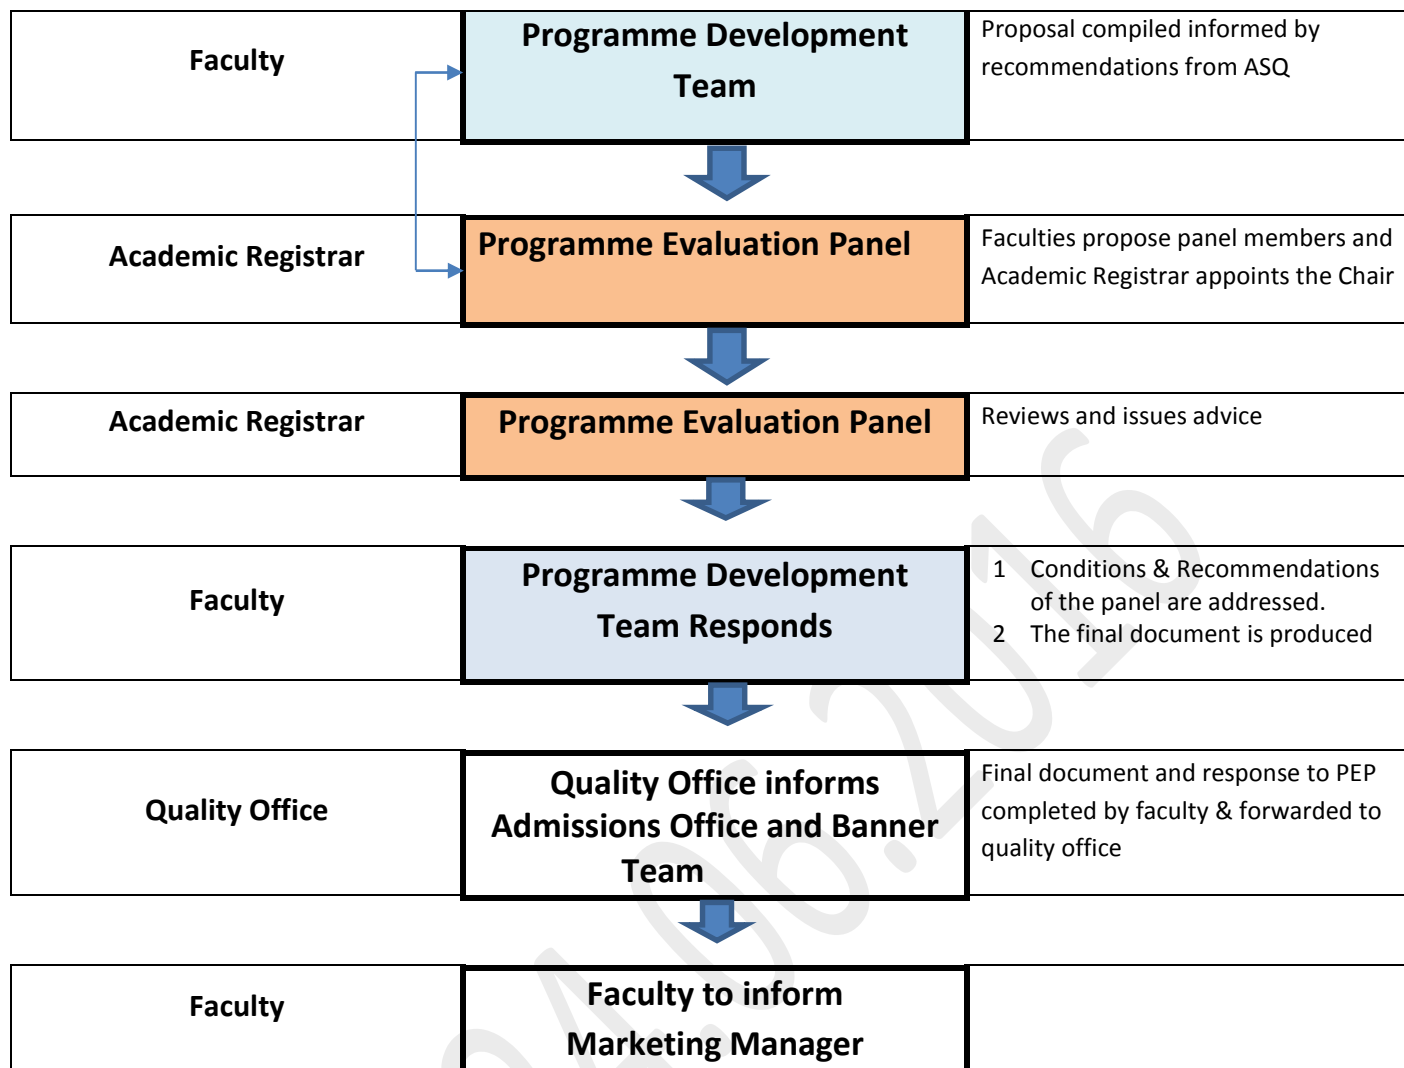 Faculty
Programme Development
Team
Proposal compiled informed by
recommendations from ASQ
Academic Registrar
Programme Evaluation Panel
Faculties propose panel members and
Academic Registrar appoints the Chair
Academic Registrar
Programme Evaluation Panel
Reviews and issues advice
Faculty
Programme Development
Team Responds
1 Conditions & Recommendations
of the panel are addressed.
2 The final document is produced
Quality Office
Quality Office informs
Admissions Office and Banner
Team
Final document and response to PEP
completed by faculty & forwarded to
quality office
Faculty
Faculty to inform
Marketing Manager
4.06.2016